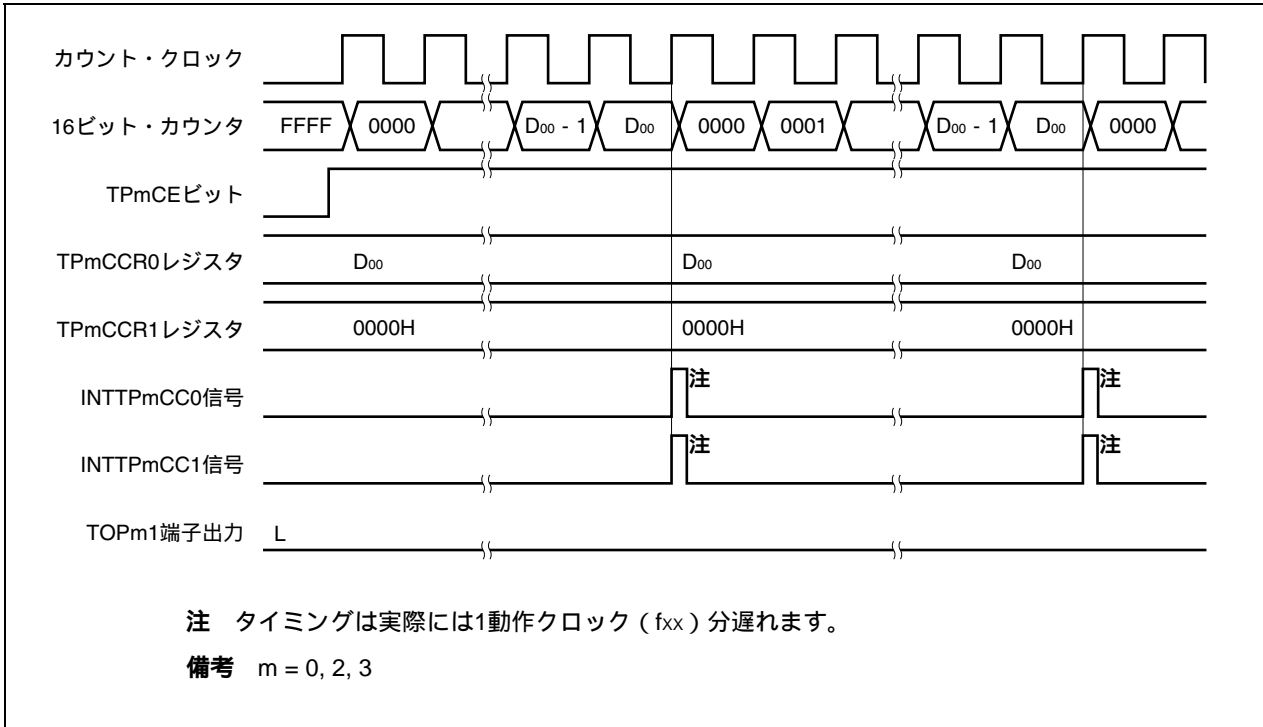 カウント・クロック
16ビット・カウンタ FFFF 0000 D00 - 1 D00 0000 0001 D00 - 1 D00 0000
TPmCEビット
TPmCCR0レジスタ D00 D00 D00
TPmCCR1レジスタ 0000H 0000H 0000H
INTTPmCC0信号 注 注
INTTPmCC1信号 注 注
TOPm1端子出力 L
注 タイミングは実際には1動作クロック（fxx）分遅れます。
備考 m = 0, 2, 3